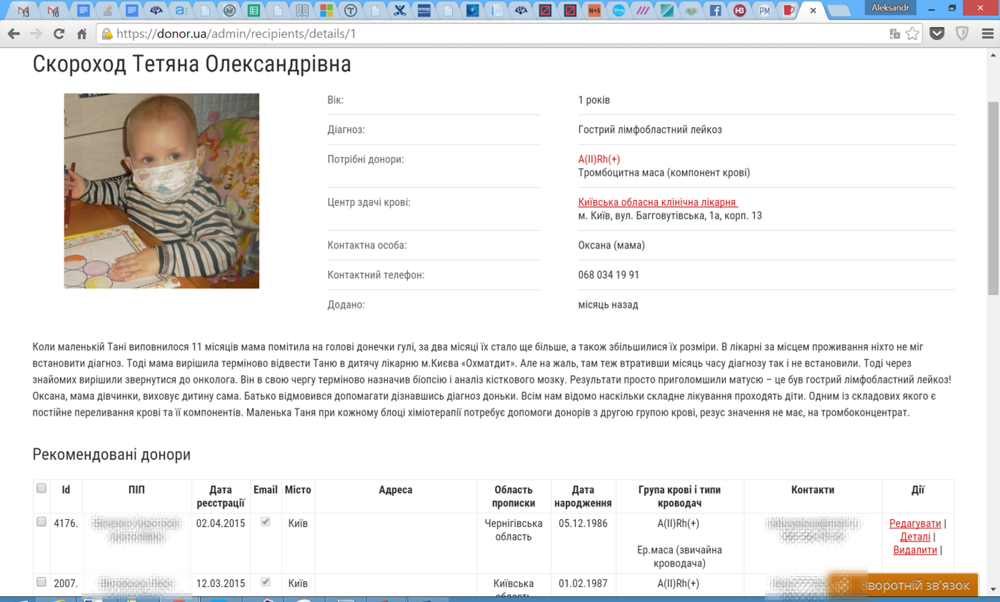 13
16
a:
N+1
blog
HB
PM
Aleksandr
https://donor.ua/admin/recipients/details/1
Скороход Тетяна Олександрівна
Вік:
1 років
Діагноз:
Гострий лімфобластний лейкоз
Потрібні донори:
A(II)Rh(+)
Тромбоцитна маса (компонент крові)
Центр здачі крові:
Київська обласна клінічна лікарня
м. Київ, вул. Багговутівська, 1а, корп. 13
Контактна особа:
Оксана (мама)
Контактний телефон:
068 034 19 91
Додано:
місяць назад
Коли маленькій Тані виповнилося 11 місяців мама помітила на голові донечки гулі, за два місяці їх стало ще більше, а також збільшилися їх розміри. В лікарні за місцем проживання ніхто не міг
встановити діагноз. Тоді мама вирішила терміново відвести Таню в дитячу лікарню м.Києва «Охматдит». Але на жаль, там теж втративши місяць часу діагнозу так і не встановили. Тоді через
знайомих вирішили звернутися до онколога. Він в свою чергу терміново назначив біопсію і аналіз кісткового мозку. Результати просто приголомшили матусю – це був гострий лімфобластний лейкоз!
Оксана, мама дівчинки, виховує дитину сама. Батько відмовився допомагати дізнавшись діагноз доньки. Всім нам відомо наскільки складне лікування проходять діти. Одним із складових якого є
постійне переливання крові та її компонентів. Маленька Таня при кожному блоці хіміотерапії потребує допомоги донорів з другою групою крові, резус значення не має, на тромбоконцентрат.
Рекомендовані донори
Id ПІП Дата реєстрації Email Місто Адреса Область прописки Дата народження Група крові і типи кроводач Контакти Дії
4176. 02.04.2015 Київ Чернігівська область 05.12.1986 A(II)Rh(+) Редагувати |
Ер.маса (звичайна кроводача) Деталі |
Видалити |
2007. 12.03.2015 Київ Київська область 01.02.1987 A(II)Rh(+)
зв'язок